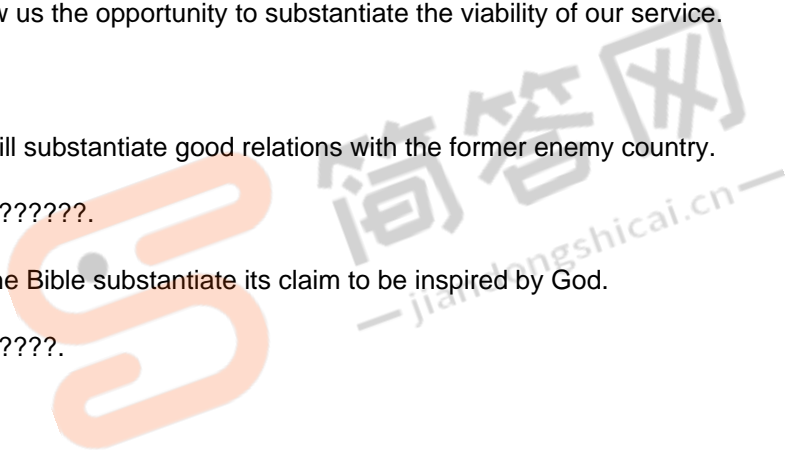 w us the opportunity to substantiate the viability of our service.
ill substantiate good relations with the former enemy country.
??????.
ne Bible substantiate its claim to be inspired by God.
????.
简答网
jiandongshicai.cn